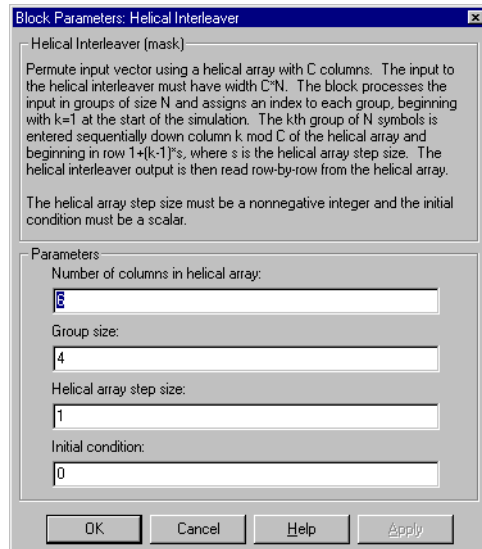 Block Parameters: Helical Interleaver
Helical Interleaver (mask)
Permute input vector using a helical array with C columns. The input to
the helical interleaver must have width C*N. The block processes the
input in groups of size N and assigns an index to each group, beginning
with k=1 at the start of the simulation. The kth group of N symbols is
entered sequentially down column k mod C of the helical array and
beginning in row 1+(k-1)*s, where s is the helical array step size. The
helical interleaver output is then read row-by-row from the helical array.
The helical array step size must be a nonnegative integer and the initial
condition must be a scalar.
Parameters
Number of columns in helical array:
6
Group size:
4
Helical array step size:
1
Initial condition:
0
OK Cancel Help Apply